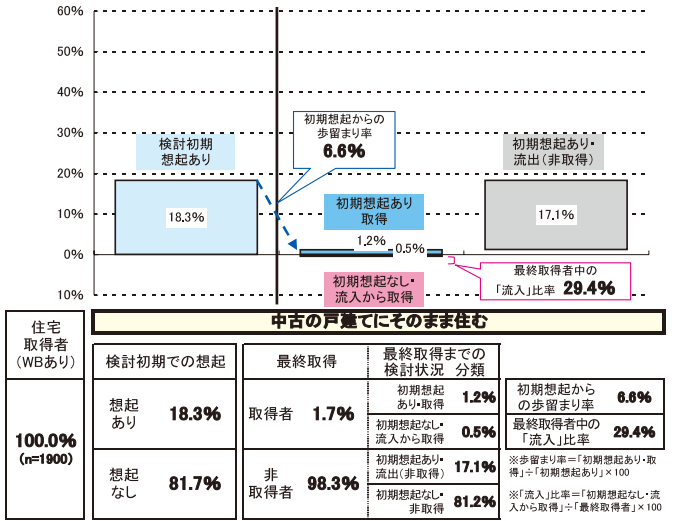 60%
50%
40%
30%
20%
10%
0%
10%
検討初期
想起あり
18.3%
初期想起からの
歩留まり率
6.6%
初期想起あり
取得
1.2%
0.5%
初期想起なし・
流入から取得
初期想起あり・
流出(非取得)
17.1%
最終取得者中の
「流入」比率 29.4%
住宅
取得者
(WBあり)
100.0%
(n=1900)
中古の戸建てにそのまま住む
検討初期での想起
想起
あり
18.3%
想起
なし
81.7%
最終取得
取得者
1.7%
非
取得者
98.3%
最終取得までの
検討状況 分類
初期想起
あり・取得
1.2%
初期想起なし・
流入から取得
0.5%
初期想起あり・
流出(非取得)
17.1%
初期想起なし・
非取得
81.2%
初期想起から
の歩留まり率
6.6%
最終取得者中の
「流入」比率
29.4%
※歩留まり率=「初期想起あり・取
得」÷「初期想起あり」×100
※「流入」比率=「初期想起なし・流
入から取得」÷「最終取得者」×100